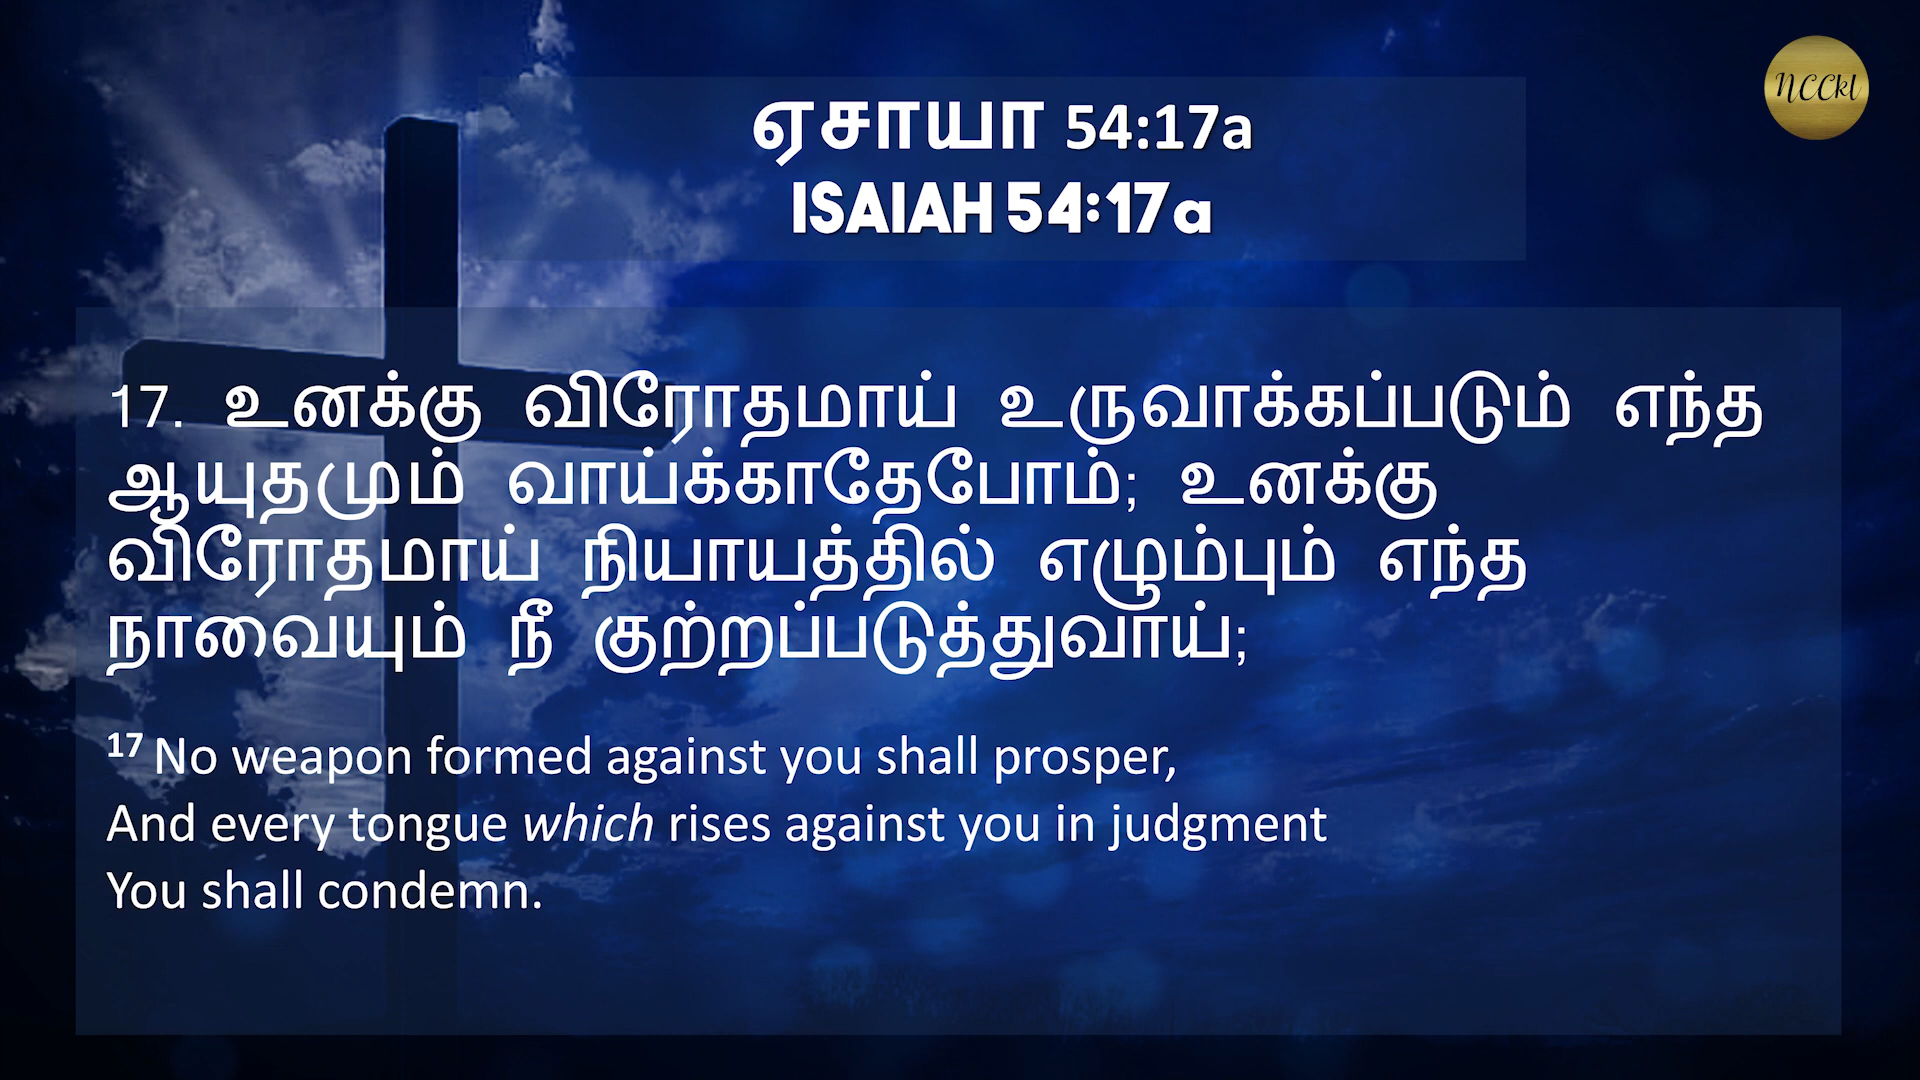 NCCkl
ஏசாயா 54:17a
ISAIAH 54:17a
17. உனக்கு விரோதமாய் உருவாக்கப்படும் எந்த
ஆயுதமும் வாய்க்காதேபோம்; உனக்கு
விரோதமாய் நியாயத்தில் எழும்பும் எந்த
நாவையும் நீ குற்றப்படுத்துவாய்;
17 No weapon formed against you shall prosper,
And every tongue which rises against you in judgment
You shall condemn.